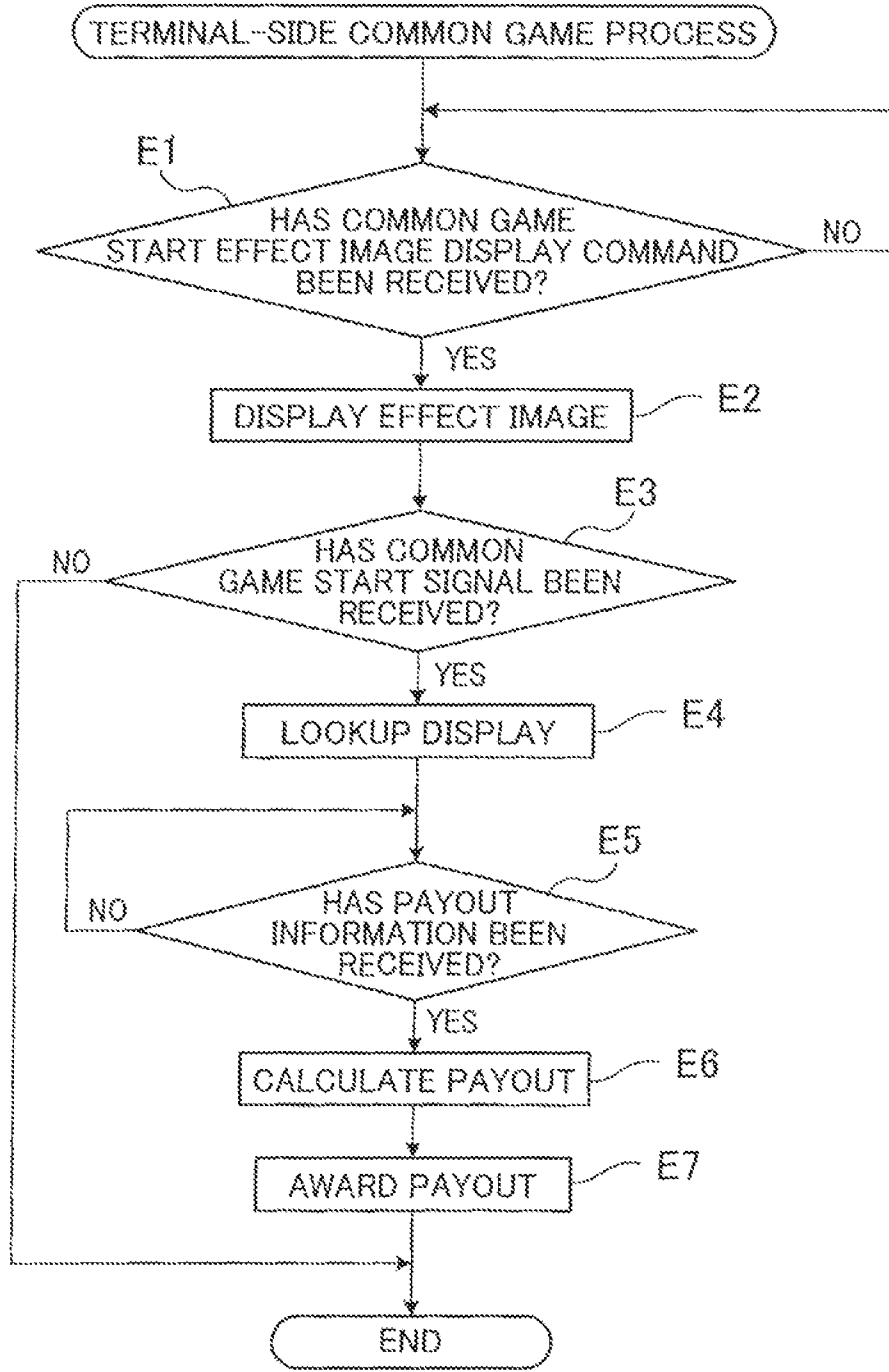 TERMINAL-SIDE COMMON GAME PROCESS
E1
HAS COMMON GAME
START EFFECT IMAGE DISPLAY COMMAND
BEEN RECEIVED?
NO
YES
DISPLAY EFFECT IMAGE
E2
E3
HAS COMMON
GAME START SIGNAL BEEN
RECEIVED?
NO
YES
LOOKUP DISPLAY
E4
E5
HAS PAYOUT
INFORMATION BEEN
RECEIVED?
NO
YES
CALCULATE PAYOUT
E6
AWARD PAYOUT
E7
END